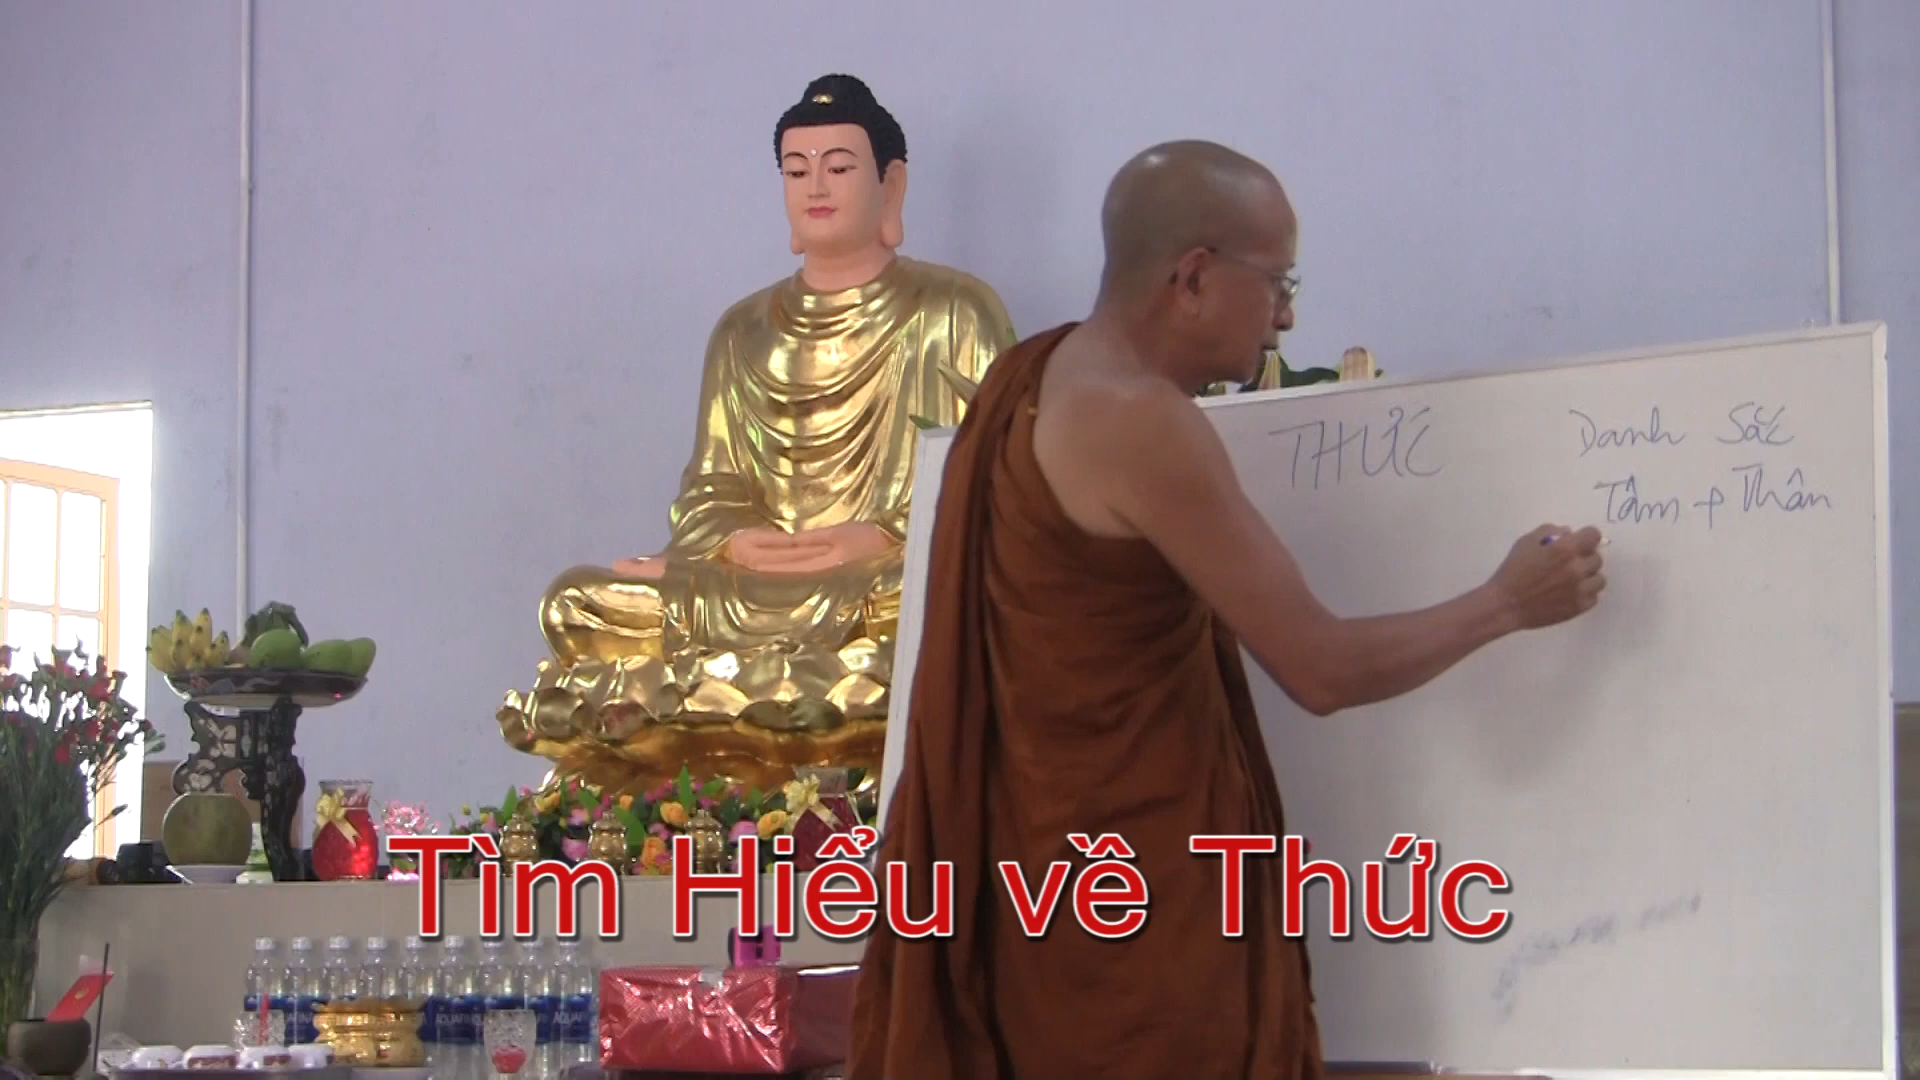 THỨC
Danh Sắc
Tâm + Thân
Tìm Hiểu về Thức